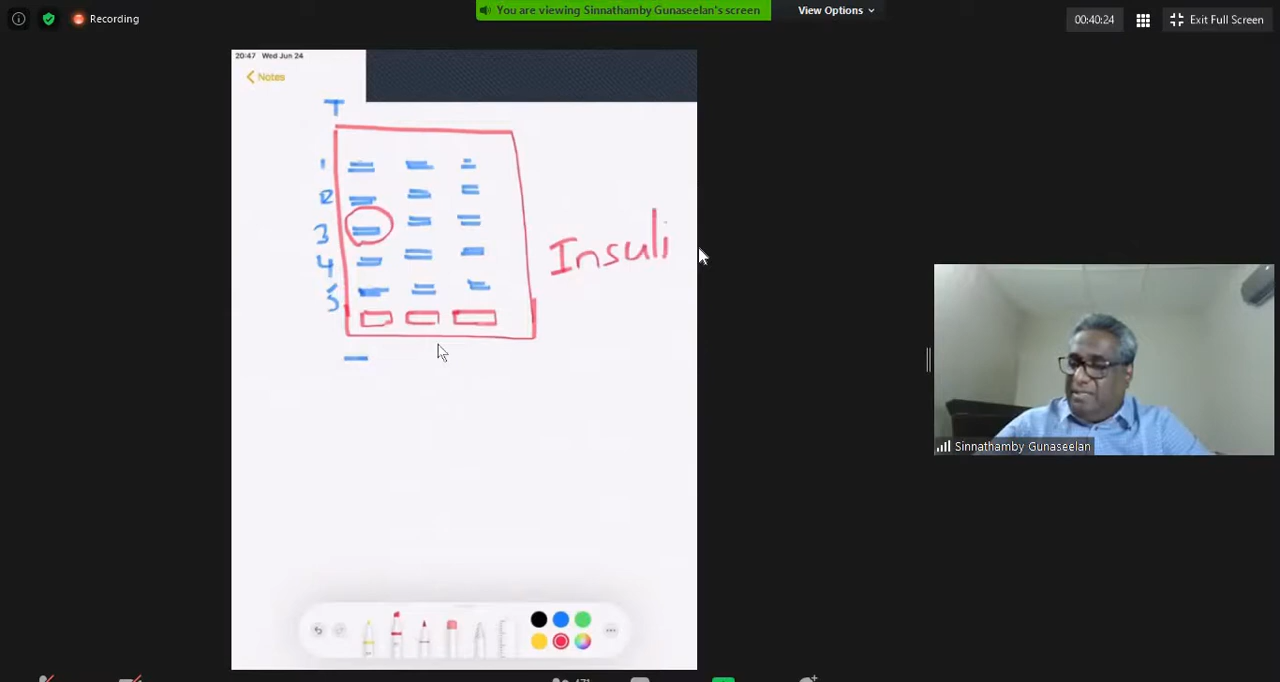 Recording
You are viewing Sinnathamby Gunaseelan's screen
View Options
00:40:24
Exit Full Screen
20:47 Wed Jun 24
Notes
T
1
2
3
4
5
Insuli
Sinnathamby Gunaseelan